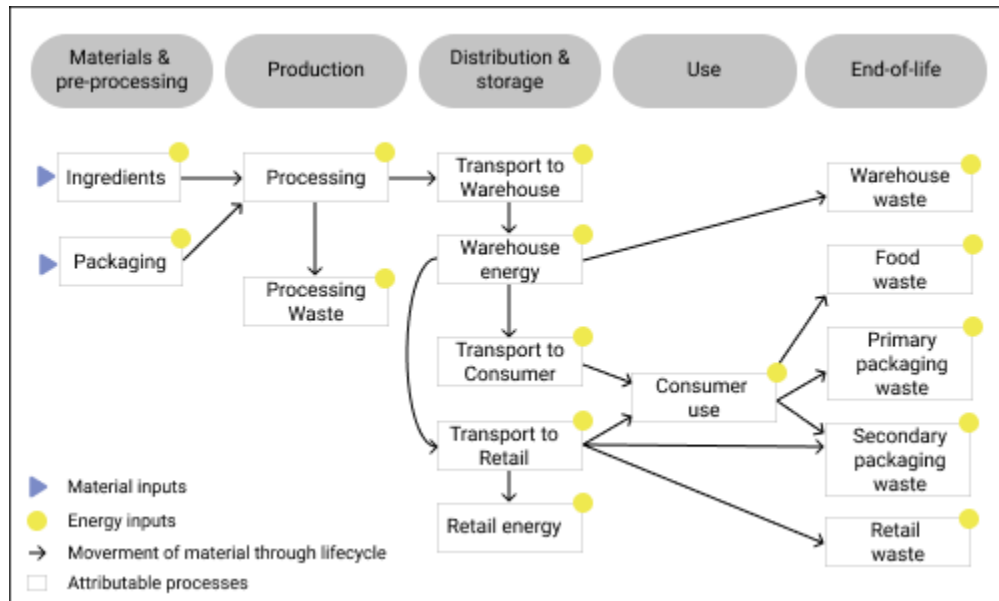 Materials &
pre-processing
Production
Distribution &
storage
Use
End-of-life
Ingredients
Processing
Transport to
Warehouse
Warehouse
waste
Packaging
Processing
Waste
Warehouse
energy
Food
waste
Transport to
Consumer
Consumer
use
Primary
packaging
waste
Transport to
Retail
Secondary
packaging
waste
Retail energy
Retail
waste
Material inputs
Energy inputs
Moverment of material through lifecycle
Attributable processes